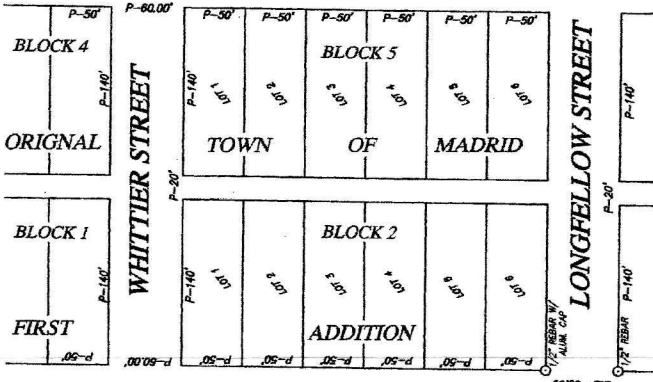 P-50' P-60.00' P-50' P-50' P-50' P-50' P-50' P-50'
BLOCK 4 BLOCK 5
P-140' WHITTIER STREET P-140' LOT 1 LOT 2 LOT 3 LOT 4 LOT 5 LOT 6 LONGFELLOW STREET P-140'
ORIGNAL TOWN OF MADRID
P-20' P-20'
BLOCK 1 BLOCK 2
P-140' P-140' LOT 1 LOT 2 LOT 3 LOT 4 LOT 5 LOT 6 P-140'
FIRST ADDITION
1/2" REBAR W/
ALUM. CAP
1/2" REBAR
P-50' P-60.00' P-50' P-50' P-50' P-50' P-50' P-50'